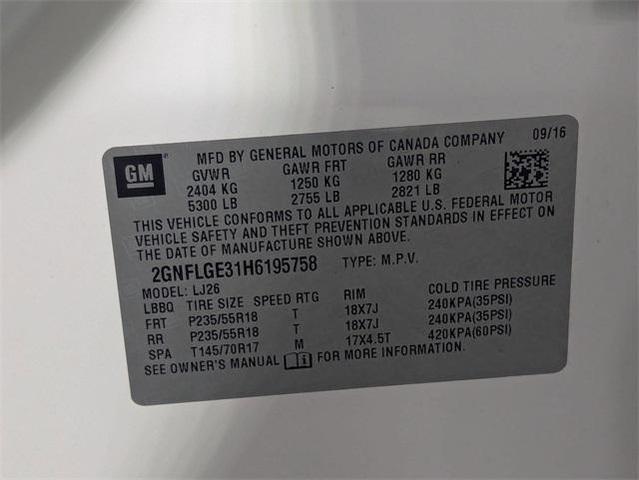 GM
MFD BY GENERAL MOTORS OF CANADA COMPANY 09/16
GVWR GAWR FRT GAWR RR
2404 KG 1250 KG 1280 KG
5300 LB 2755 LB 2821 LB
THIS VEHICLE CONFORMS TO ALL APPLICABLE U.S. FEDERAL MOTOR
VEHICLE SAFETY AND THEFT PREVENTION STANDARDS IN EFFECT ON
THE DATE OF MANUFACTURE SHOWN ABOVE.
2GNFLGE31H6195758 TYPE: M.P.V.
MODEL: LJ26
LBBQ TIRE SIZE SPEED RTG RIM COLD TIRE PRESSURE
FRT P235/55R18 T 18X7J 240KPA(35PSI)
RR P235/55R18 T 18X7J 240KPA(35PSI)
SPA T145/70R17 M 17X4.5T 420KPA(60PSI)
SEE OWNER'S MANUAL i FOR MORE INFORMATION.